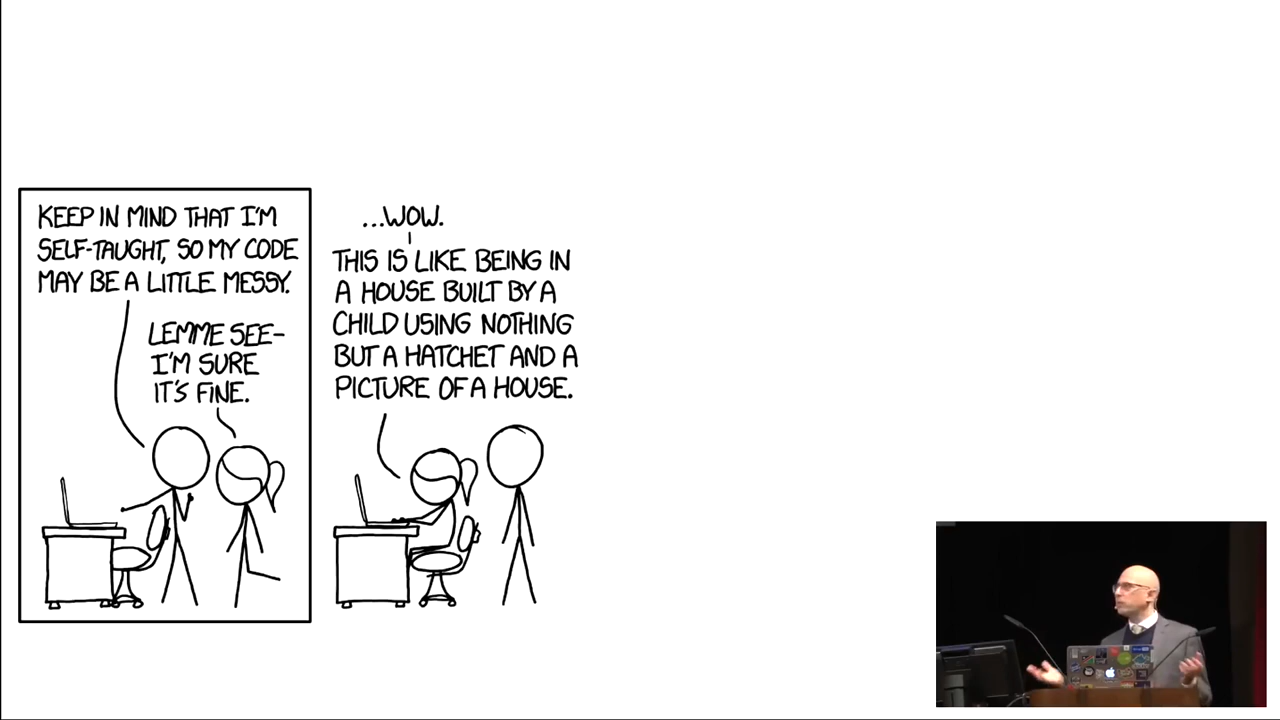 KEEP IN MIND THAT I'M
SELF-TAUGHT, SO MY CODE
MAY BE A LITTLE MESSY.
LEMME SEE-
I'M SURE
IT'S FINE.
...WOW.
THIS IS LIKE BEING IN
A HOUSE BUILT BY A
CHILD USING NOTHING
BUT A HATCHET AND A
PICTURE OF A HOUSE.